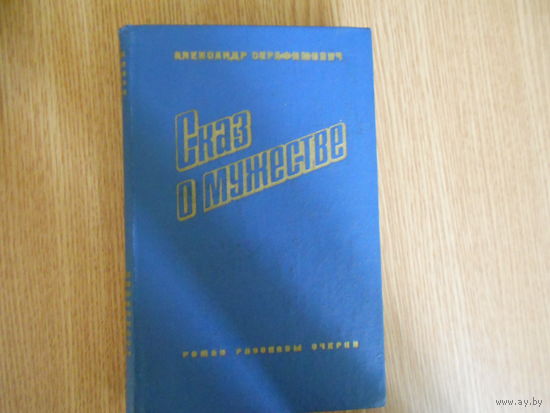 АЛЕКСАНДР СЕРАФИМОВИЧ
Сказ
о мужестве
РОМАН РАССКАЗЫ ОЧЕРКИ
www.ay.by